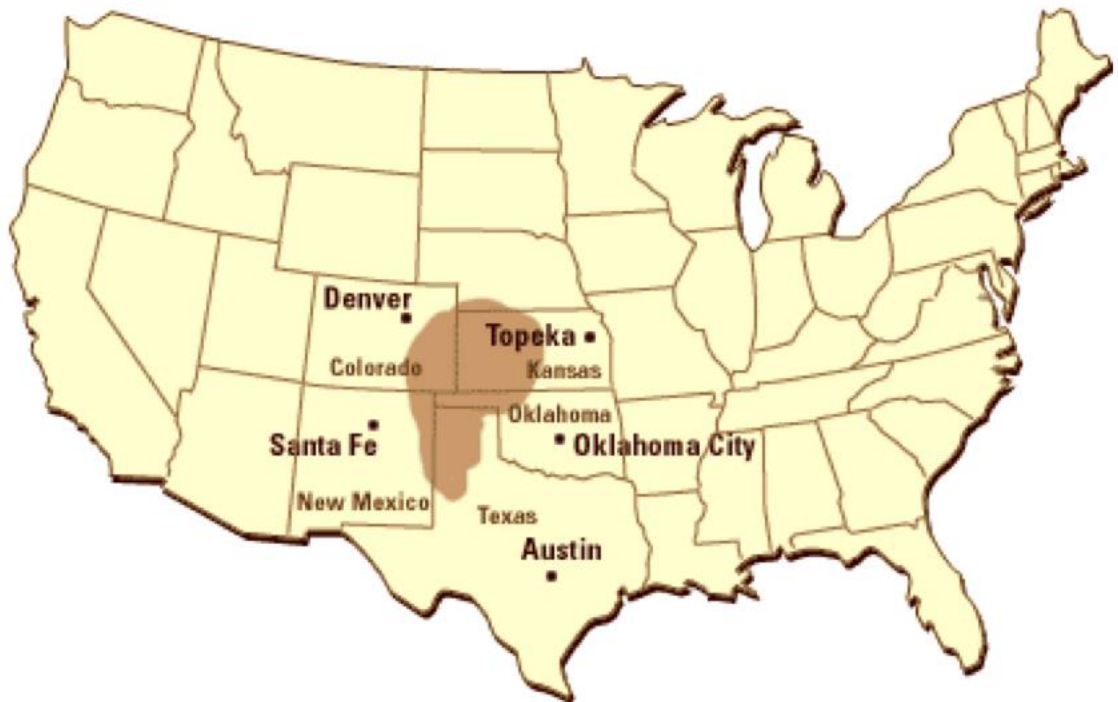 Denver
Topeka
Colorado
Kansas
Oklahoma
Santa Fe
Oklahoma City
New Mexico
Texas
Austin